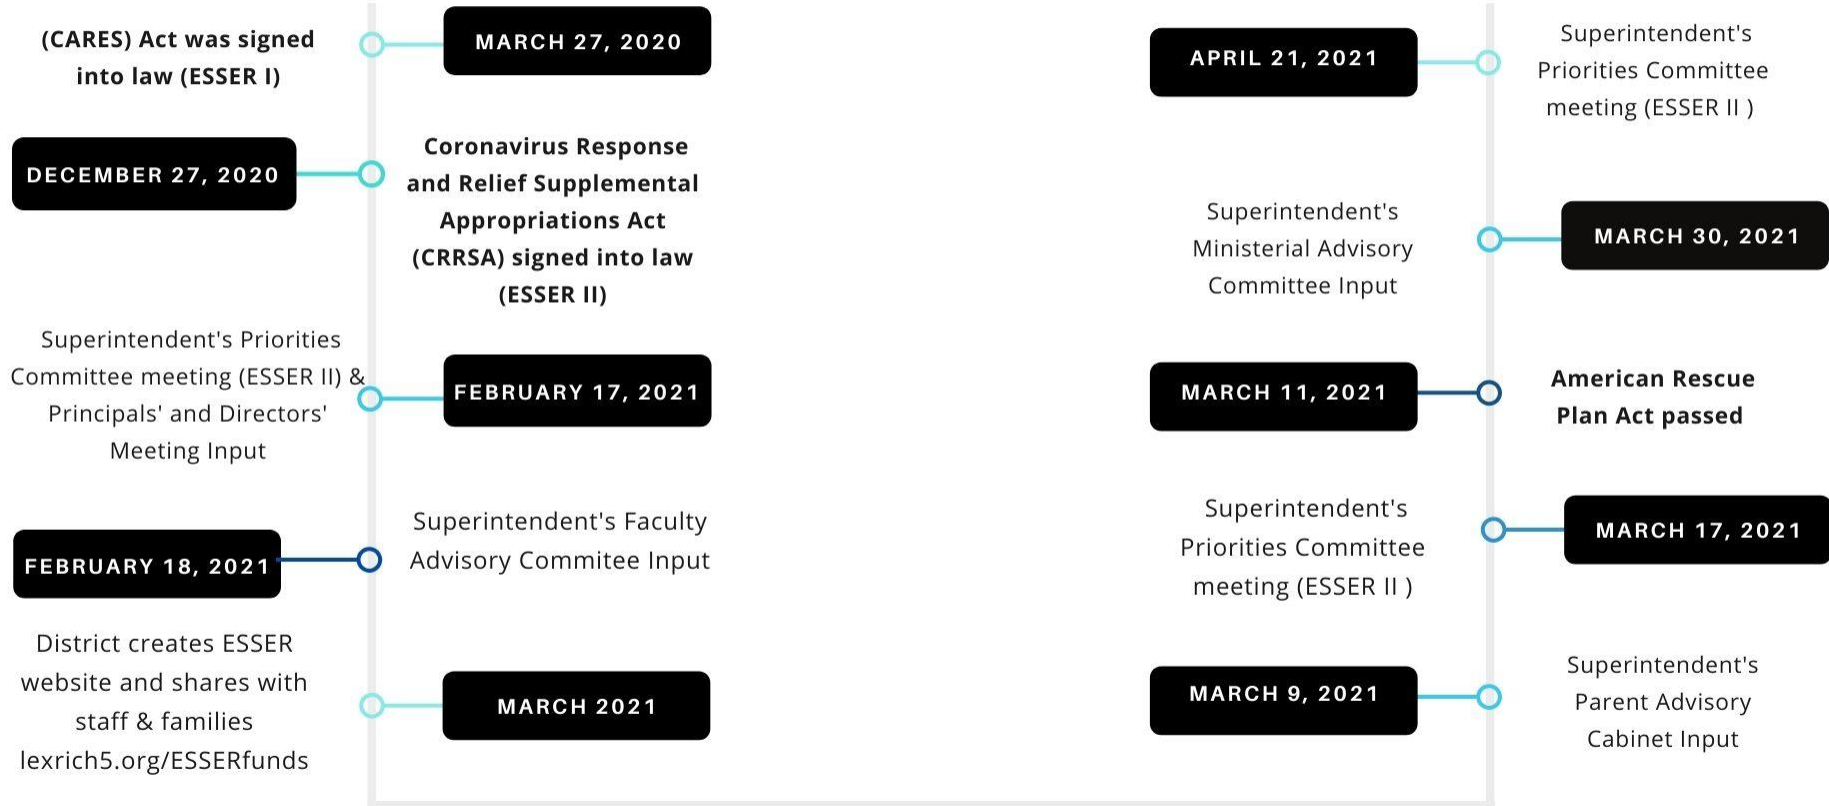 (CARES) Act was signed
into law (ESSER I)
MARCH 27, 2020
DECEMBER 27, 2020
Coronavirus Response
and Relief Supplemental
Appropriations Act
(CRRSA) signed into law
(ESSER II)
Superintendent's Priorities
Committee meeting (ESSER II) &
Principals' and Directors'
Meeting Input
FEBRUARY 17, 2021
FEBRUARY 18, 2021
Superintendent's Faculty
Advisory Commitee Input
District creates ESSER
website and shares with
staff & families
lexrich5.org/ESSERfunds
MARCH 2021
APRIL 21, 2021
Superintendent's
Priorities Committee
meeting (ESSER II )
Superintendent's
Ministerial Advisory
Committee Input
MARCH 30, 2021
MARCH 11, 2021
American Rescue
Plan Act passed
Superintendent's
Priorities Committee
meeting (ESSER II )
MARCH 17, 2021
MARCH 9, 2021
Superintendent's
Parent Advisory
Cabinet Input